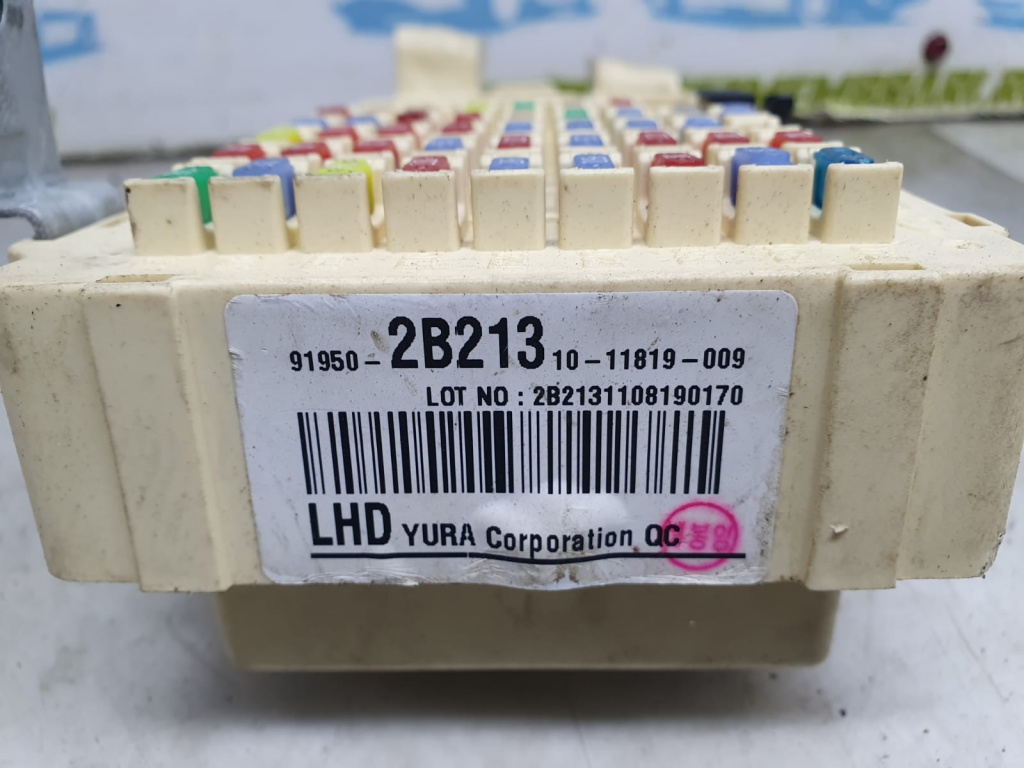 91950-2B213 10-11819-009
LOT NO : 2B2131108190170
LHD YURA Corporation QC